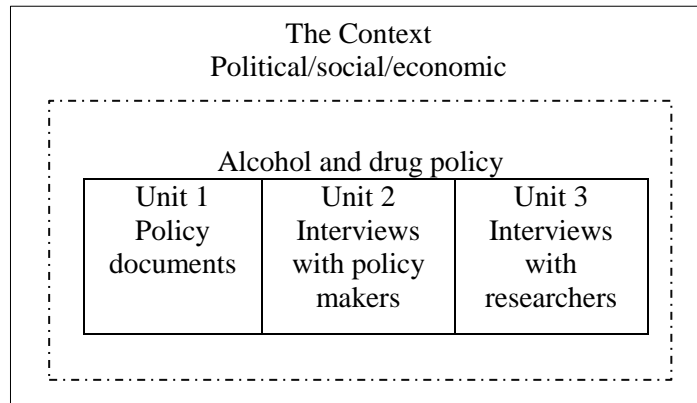 The Context
Political/social/economic
Alcohol and drug policy
Unit 1
Policy
documents
Unit 2
Interviews
with policy
makers
Unit 3
Interviews
with
researchers